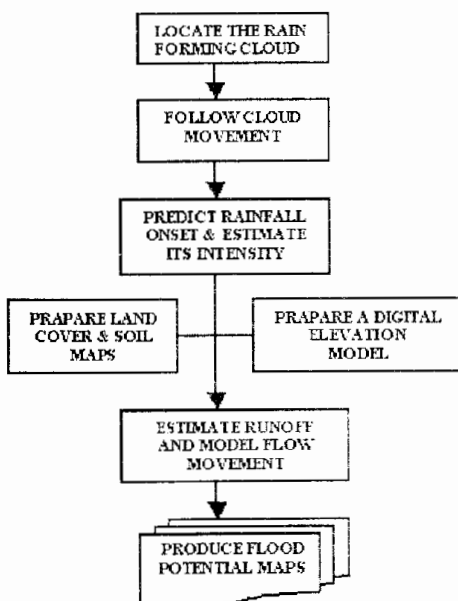 LOCATE THE RAIN
FORMING CLOUD
FOLLOW CLOUD
MOVEMENT
PREDICT RAINFALL
ONSET & ESTIMATE
ITS INTENSITY
PRAPARE LAND
COVER & SOIL
MAPS
PRAPARE A DIGITAL
ELEVATION
MODEL
ESTIMATE RUNOFF
AND MODEL FLOW
MOVEMENT
PRODUCE FLOOD
POTENTIAL MAPS